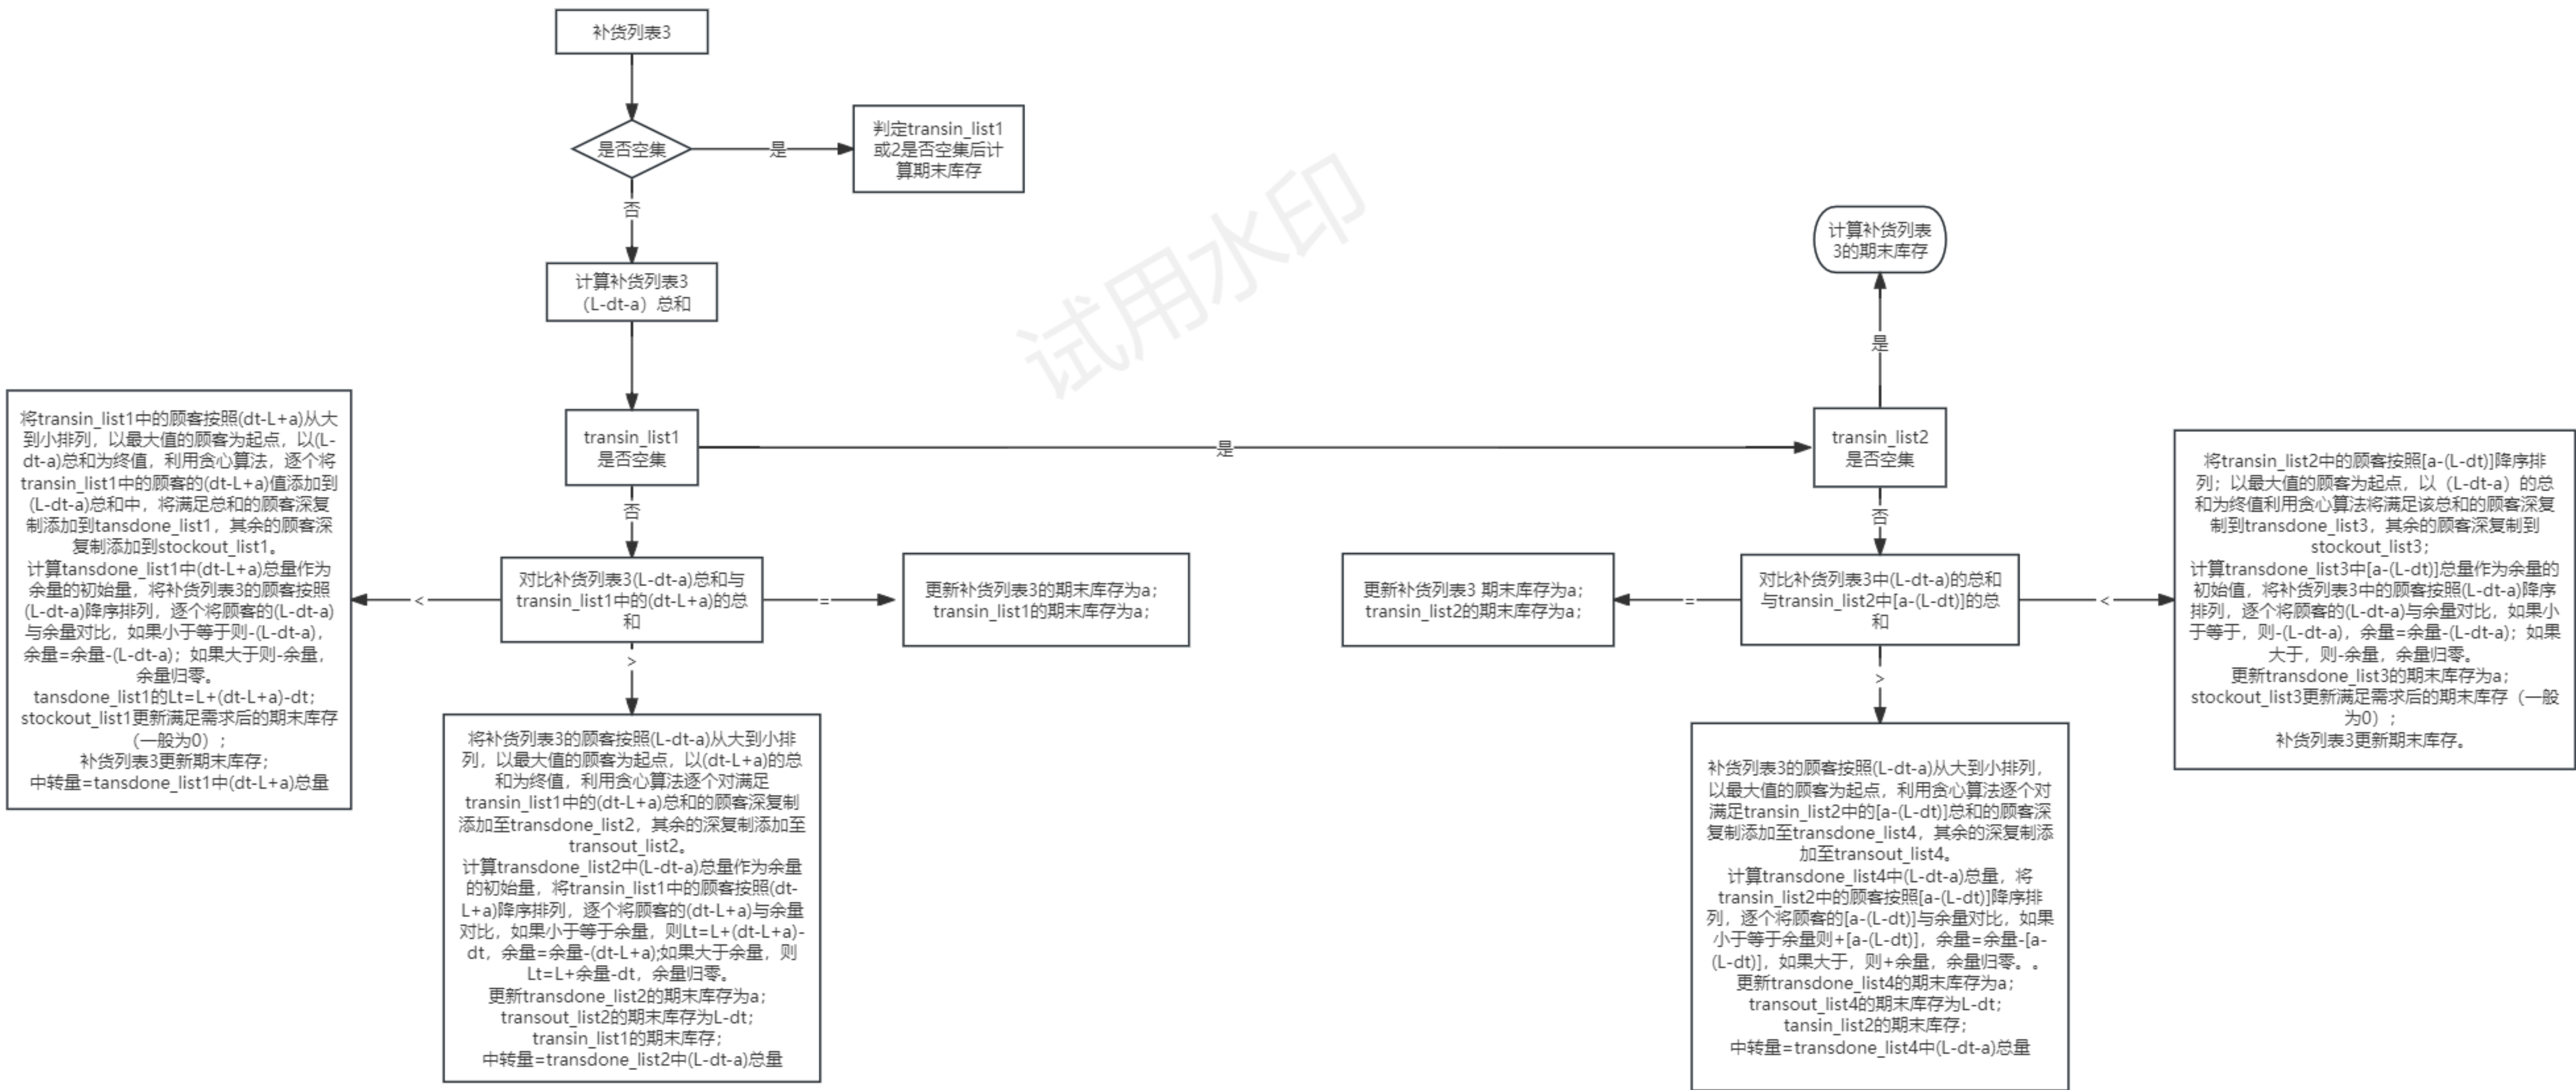 补货列表3
是否空集
是
判定transin_list1
或2是否空集后计
算期末库存
否
计算补货列表3
（L-dt-a）总和
transin_list1
是否空集
是
否
对比补货列表3(L-dt-a)总和与
transin_list1中的(dt-L+a)的总
和
<
将transin_list1中的顾客按照(dt-L+a)从大
到小排列，以最大值的顾客为起点，以(L-
dt-a)总和为终值，利用贪心算法，逐个将
transin_list1中的顾客的(dt-L+a)值添加到
(L-dt-a)总和中，将满足总和的顾客深复
制添加到tansdone_list1，其余的顾客深
复制添加到stockout_list1。
计算tansdone_list1中(dt-L+a)总量作为
余量的初始量，将补货列表3的顾客按照
(L-dt-a)降序排列，逐个将顾客的(L-dt-a)
与余量对比，如果小于等于则-(L-dt-a)，
余量=余量-(L-dt-a)；如果大于则-余量，
余量归零。
tansdone_list1的Lt=L+(dt-L+a)-dt；
stockout_list1更新满足需求后的期末库存
（一般为0）；
补货列表3更新期末库存；
中转量=tansdone_list1中(dt-L+a)总量
=
更新补货列表3的期末库存为a；
transin_list1的期末库存为a；
>
将补货列表3的顾客按照(L-dt-a)从大到小排
列，以最大值的顾客为起点，以(dt-L+a)的总
和为终值，利用贪心算法逐个对满足
transin_list1中的(dt-L+a)总和的顾客深复制
添加至transdone_list2，其余的深复制添加至
transout_list2。
计算transdone_list2中(L-dt-a)总量作为余量
的初始量，将transin_list1中的顾客按照(dt-
L+a)降序排列，逐个将顾客的(dt-L+a)与余量
对比，如果小于等于余量，则Lt=L+(dt-L+a)-
dt，余量=余量-(dt-L+a);如果大于余量，则
Lt=L+余量-dt，余量归零。
更新transdone_list2的期末库存为a；
transout_list2的期末库存为L-dt；
transin_list1的期末库存；
中转量=transdone_list2中(L-dt-a)总量
计算补货列表
3的期末库存
是
transin_list2
是否空集
否
对比补货列表3中(L-dt-a)的总和
与transin_list2中[a-(L-dt)]的总
和
=
更新补货列表3 期末库存为a；
transin_list2的期末库存为a；
<
将transin_list2中的顾客按照[a-(L-dt)]降序排
列；以最大值的顾客为起点，以（L-dt-a）的总
和为终值利用贪心算法将满足该总和的顾客深复
制到transdone_list3，其余的顾客深复制到
stockout_list3；
计算transdone_list3中[a-(L-dt)]总量作为余量的
初始值，将补货列表3中的顾客按照(L-dt-a)降序
排列，逐个将顾客的(L-dt-a)与余量对比，如果小
于等于，则-(L-dt-a)，余量=余量-(L-dt-a)；如果
大于，则-余量，余量归零。
更新transdone_list3的期末库存为a；
stockout_list3更新满足需求后的期末库存（一般
为0）；
补货列表3更新期末库存。
>
补货列表3的顾客按照(L-dt-a)从大到小排列，
以最大值的顾客为起点，利用贪心算法逐个对
满足transin_list2中的[a-(L-dt)]总和的顾客深
复制添加至transdone_list4，其余的深复制添
加至transout_list4。
计算transdone_list4中(L-dt-a)总量，将
transin_list2中的顾客按照[a-(L-dt)]降序排
列，逐个将顾客的[a-(L-dt)]与余量对比，如果
小于等于余量则+[a-(L-dt)]，余量=余量-[a-
(L-dt)]，如果大于，则+余量，余量归零。。
更新transdone_list4的期末库存为a；
transout_list4的期末库存为L-dt；
tansin_list2的期末库存；
中转量=transdone_list4中(L-dt-a)总量
试用水印